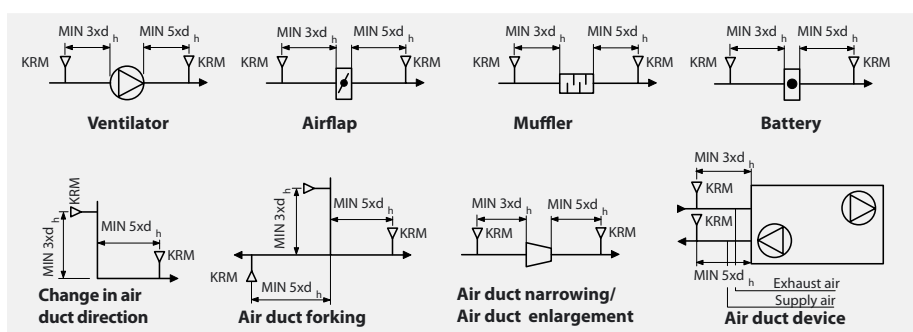 MIN 3xd h MIN 5xd h
KRM KRM
Ventilator
MIN 3xd h MIN 5xd h
KRM KRM
Airflap
MIN 3xd h MIN 5xd h
KRM KRM
Muffler
MIN 3xd h MIN 5xd h
KRM KRM
Battery
KRM
MIN 3xd h
MIN 5xd h
KRM
Change in air
duct direction
MIN 3xd h
MIN 5xd h
KRM
KRM
MIN 5xd h
Air duct forking
MIN 3xd h MIN 5xd h
KRM KRM
Air duct narrowing/
Air duct enlargement
MIN 3xd h
KRM
KRM
MIN 5xd h
Exhaust air
Supply air
Air duct device